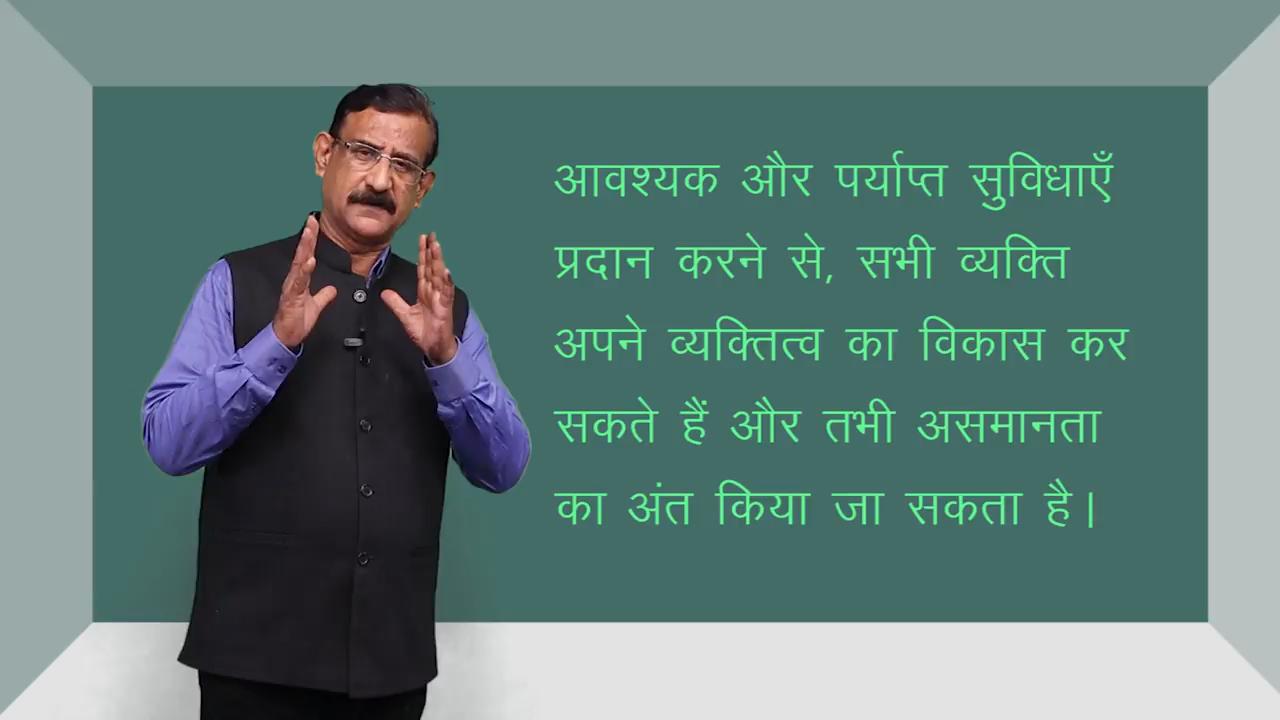 आवश्यक और पर्याप्त सुविधाएँ
प्रदान करने से, सभी व्यक्ति
अपने व्यक्तित्व का विकास कर
सकते हैं और तभी असमानता
का अंत किया जा सकता है।